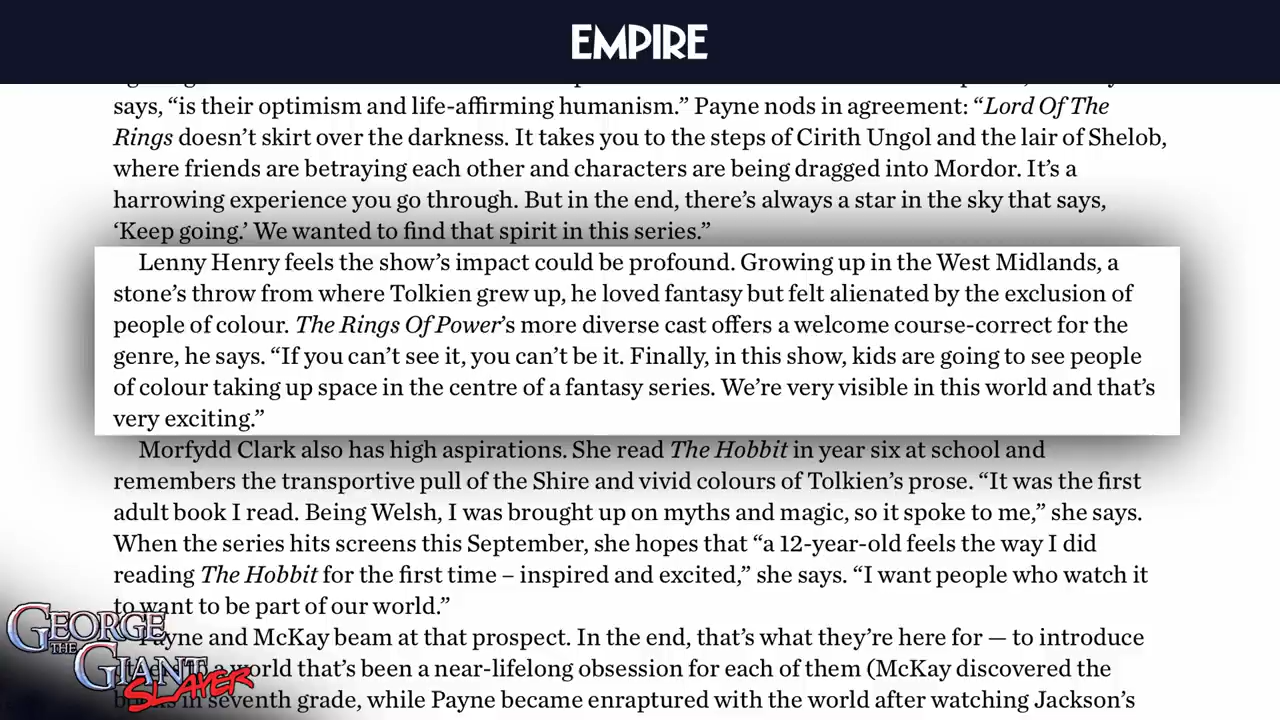 EMPIRE
says, “is their optimism and life-affirming humanism.” Payne nods in agreement: “Lord Of The
Rings doesn’t skirt over the darkness. It takes you to the steps of Cirith Ungol and the lair of Shelob,
where friends are betraying each other and characters are being dragged into Mordor. It’s a
harrowing experience you go through. But in the end, there’s always a star in the sky that says,
‘Keep going.’ We wanted to find that spirit in this series.”
Lenny Henry feels the show’s impact could be profound. Growing up in the West Midlands, a
stone’s throw from where Tolkien grew up, he loved fantasy but felt alienated by the exclusion of
people of colour. The Rings Of Power’s more diverse cast offers a welcome course-correct for the
genre, he says. “If you can’t see it, you can’t be it. Finally, in this show, kids are going to see people
of colour taking up space in the centre of a fantasy series. We’re very visible in this world and that’s
very exciting.”
Morfydd Clark also has high aspirations. She read The Hobbit in year six at school and
remembers the transportive pull of the Shire and vivid colours of Tolkien’s prose. “It was the first
adult book I read. Being Welsh, I was brought up on myths and magic, so it spoke to me,” she says.
When the series hits screens this September, she hopes that “a 12-year-old feels the way I did
reading The Hobbit for the first time – inspired and excited,” she says. “I want people who watch it
to want to be part of our world.”
and McKay beam at that prospect. In the end, that’s what they’re here for — to introduce
world that’s been a near-lifelong obsession for each of them (McKay discovered the
in seventh grade, while Payne became enraptured with the world after watching Jackson’s
GEORGE
THE
GIANT
SLAYER